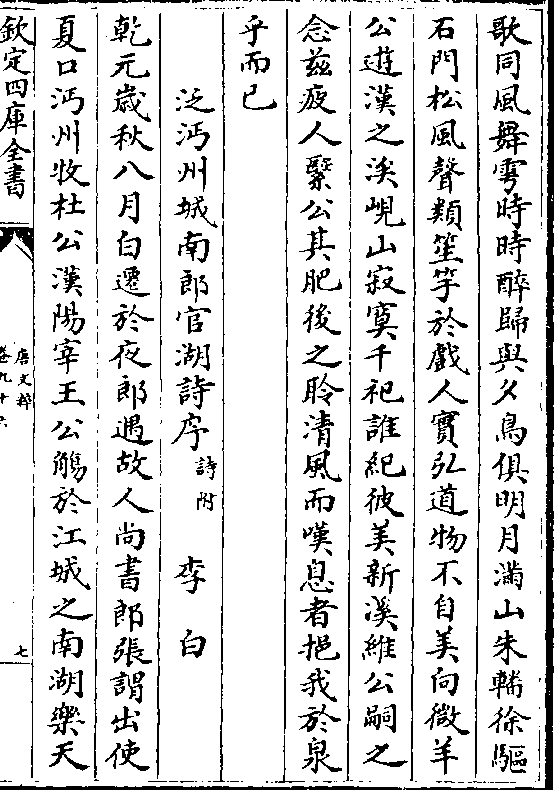 歌同風舞雩時時醉歸與夕鳥俱明月滿山朱轓徐驅
石門松風聲類笙竽於戲人實弘道物不自美向微羊
公遊漢之溪峴山寂寞千祀誰紀彼美新溪維公嗣之
念兹疲人繄公其肥後之聆清風而嘆息者挹我於泉
乎而已
泛沔州城南郎官湖詩序 詩附 李白
乾元歲秋八月白遷於夜郎遇故人尚書郎張謂出使
夏口沔州牧杜公漢陽宰王公觴於江城之南湖樂天
欽定四庫全書
唐文粹
卷九十六
七